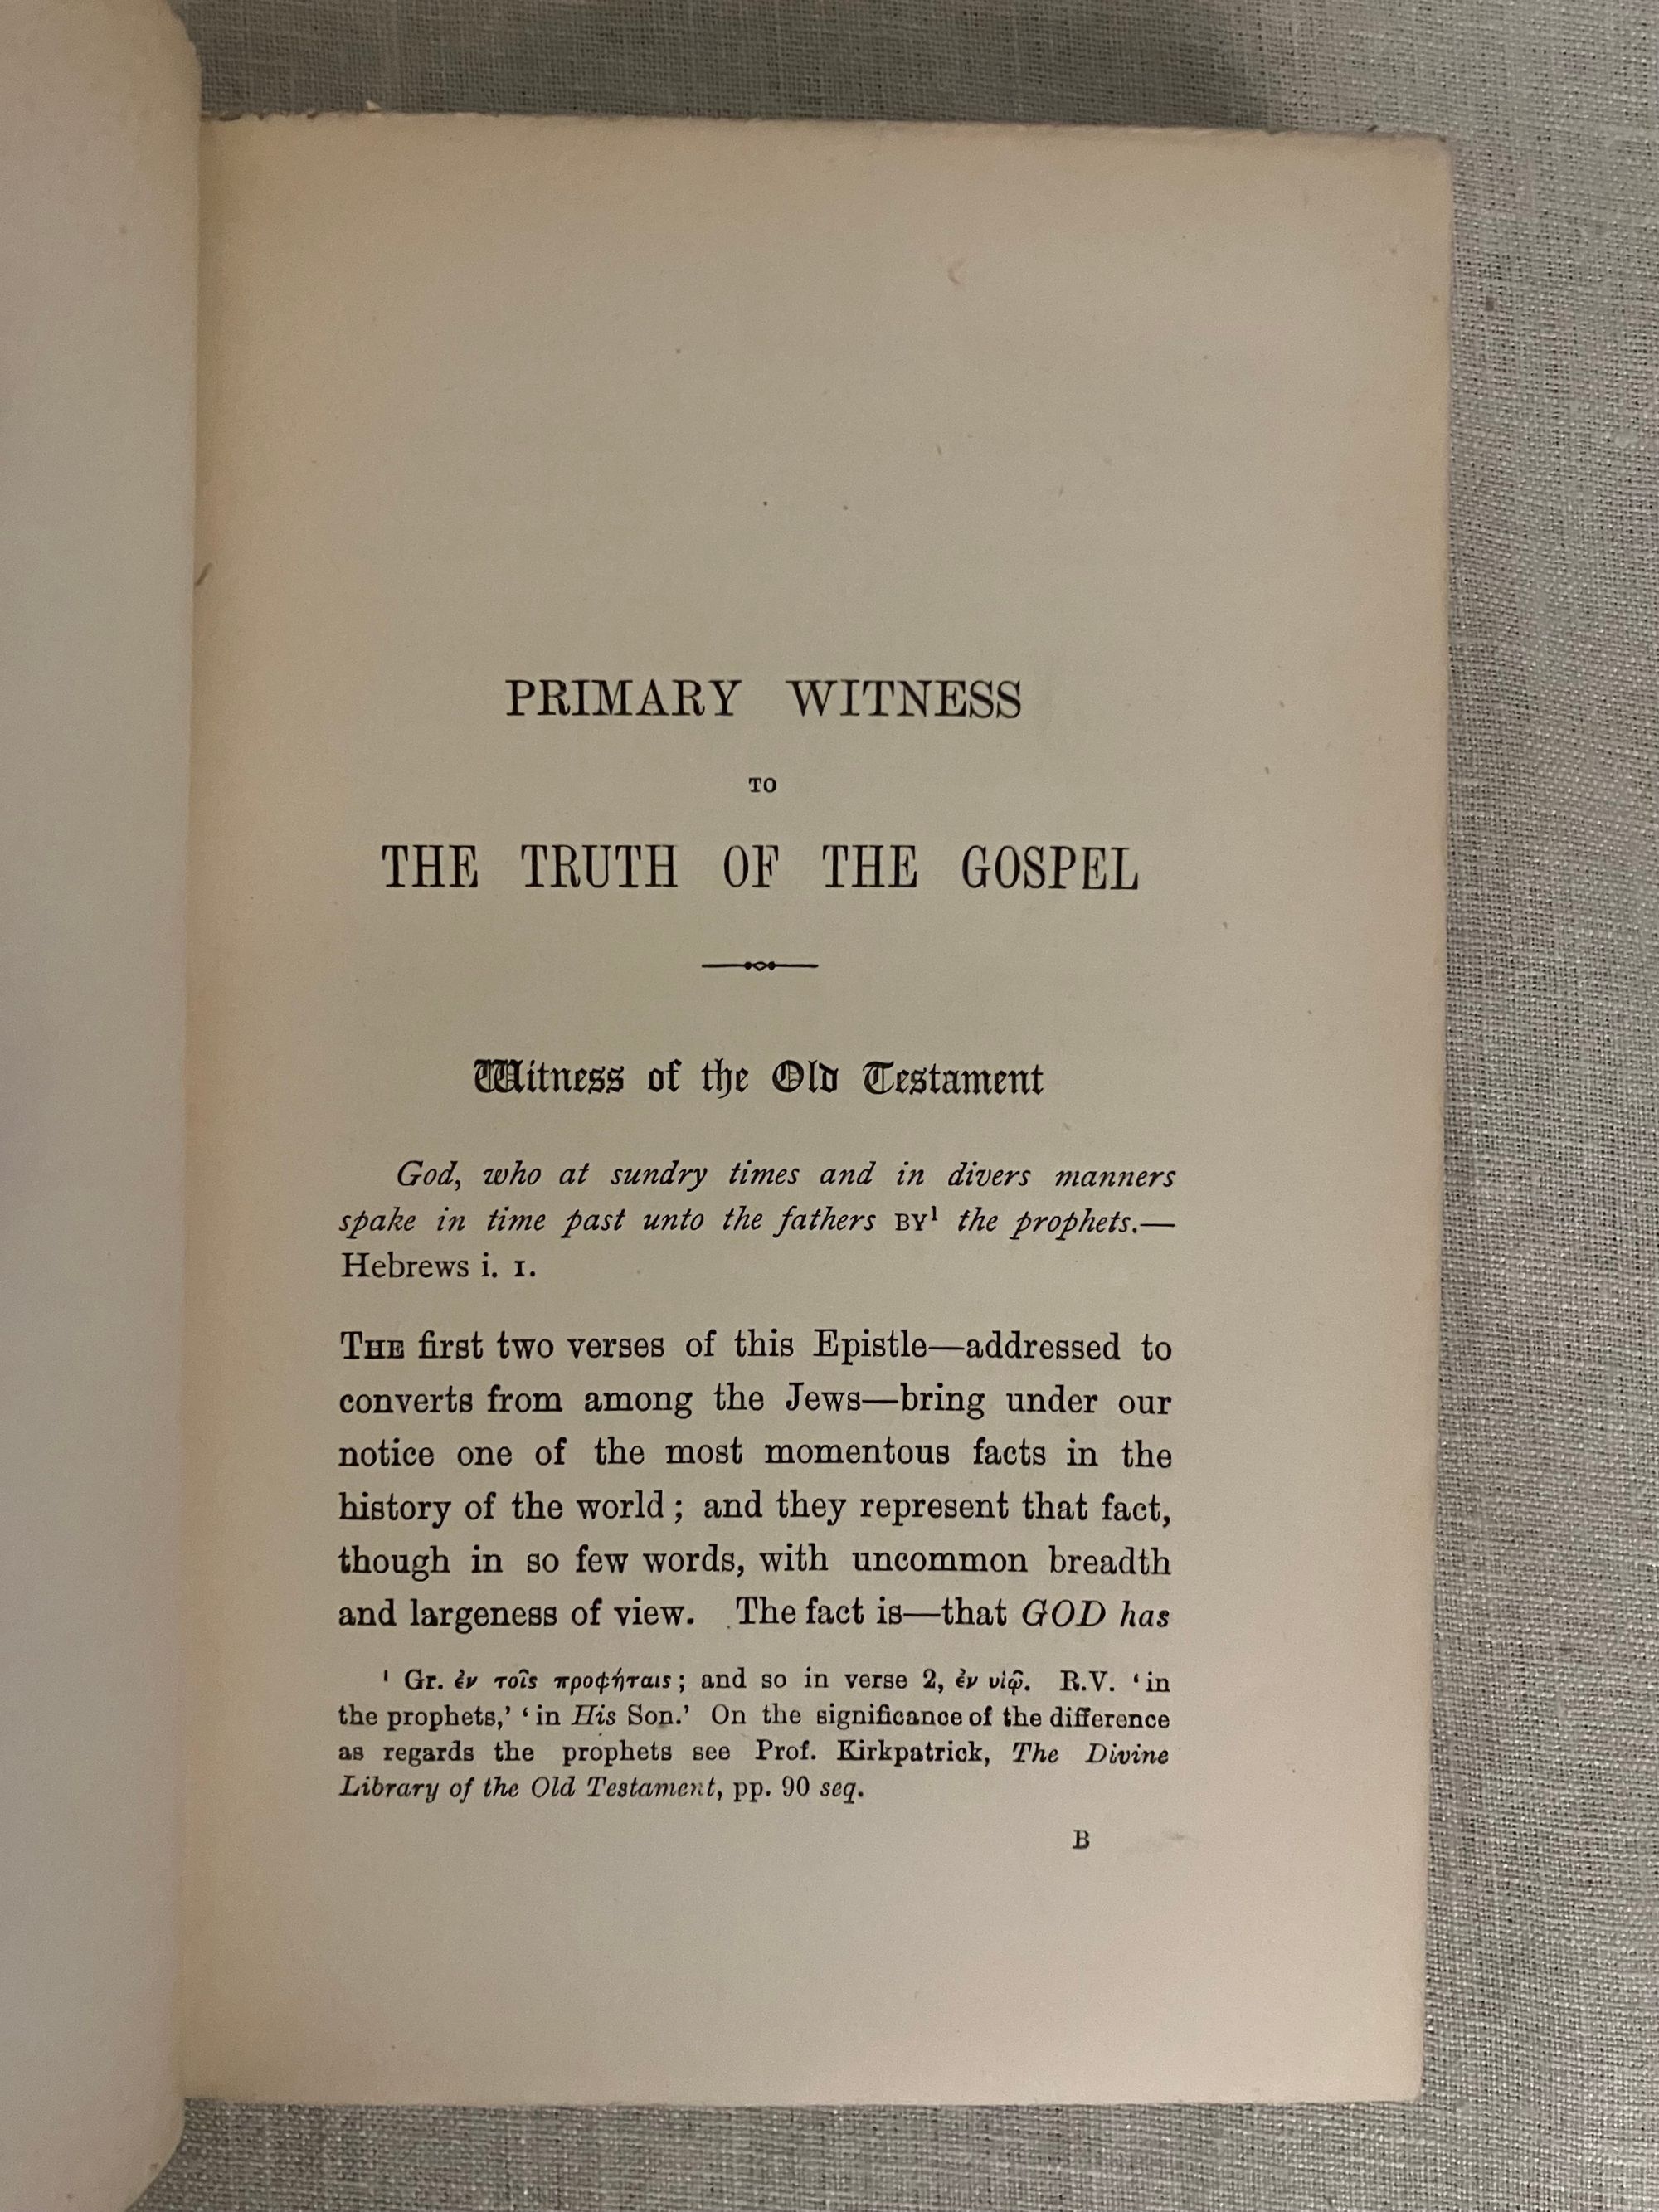 PRIMARY WITNESS
TO
THE TRUTH OF THE GOSPEL
Witness of the Old Testament
God, who at sundry times and in divers manners
spake in time past unto the fathers BY¹ the prophets.—
Hebrews i. 1.
THE first two verses of this Epistle—addressed to
converts from among the Jews—bring under our
notice one of the most momentous facts in the
history of the world; and they represent that fact,
though in so few words, with uncommon breadth
and largeness of view. The fact is—that GOD has
¹ Gr. ἐν τοῖς προφήταις; and so in verse 2, ἐν υἱῷ. R.V. ‘in
the prophets,’ ‘in His Son.’ On the significance of the difference
as regards the prophets see Prof. Kirkpatrick, The Divine
Library of the Old Testament, pp. 90 seq.
B